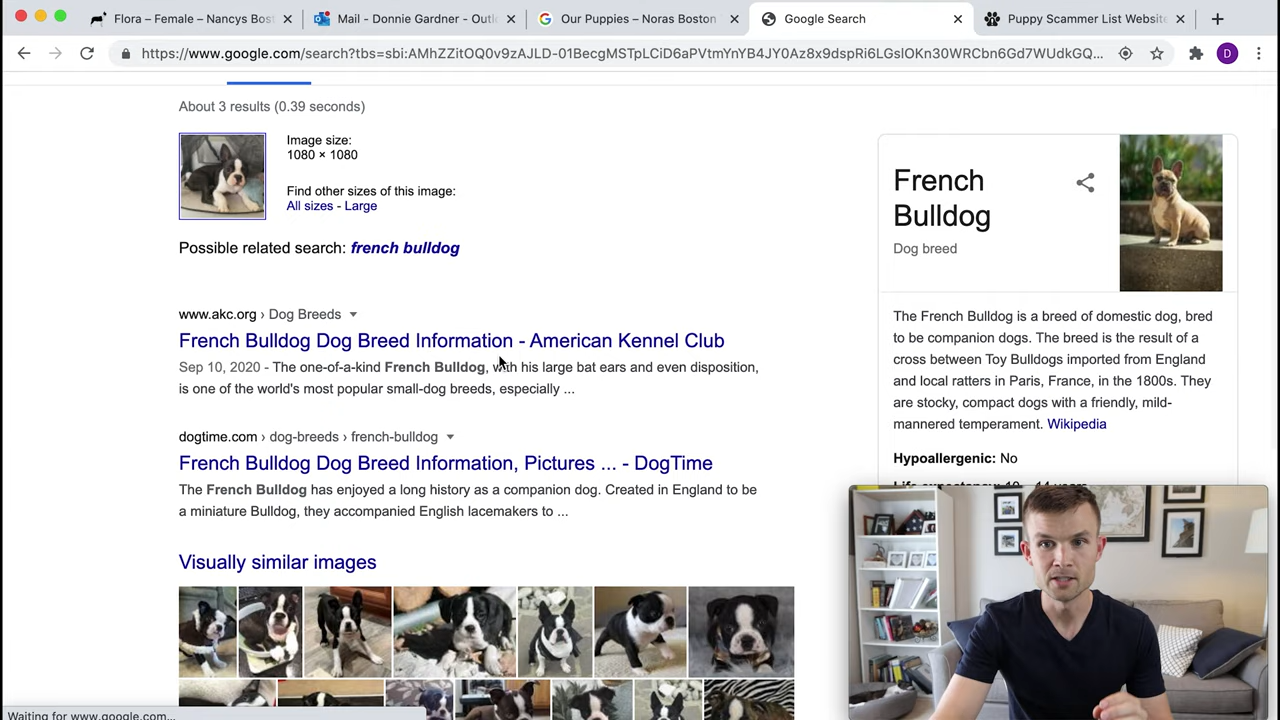 Flora – Female – Nancys Bost
Mail - Donnie Gardner - Outl
Our Puppies – Noras Boston
Google Search
Puppy Scammer List Website
https://www.google.com/search?tbs=sbi:AMhZZitOQ0v9zAJLD-01BecgMSTpLCiD6aPVtmYnYB4JY0Az8x9dspRi6LGslOKn30WRCbn6Gd7WUdkGQ...
D
About 3 results (0.39 seconds)
Image size:
1080 × 1080
Find other sizes of this image:
All sizes - Large
Possible related search: french bulldog
www.akc.org › Dog Breeds
French Bulldog Dog Breed Information - American Kennel Club
Sep 10, 2020 - The one-of-a-kind French Bulldog, with his large bat ears and even disposition,
is one of the world's most popular small-dog breeds, especially ...
dogtime.com › dog-breeds › french-bulldog
French Bulldog Dog Breed Information, Pictures ... - DogTime
The French Bulldog has enjoyed a long history as a companion dog. Created in England to be
a miniature Bulldog, they accompanied English lacemakers to ...
Visually similar images
French
Bulldog
Dog breed
The French Bulldog is a breed of domestic dog, bred
to be companion dogs. The breed is the result of a
cross between Toy Bulldogs imported from England
and local ratters in Paris, France, in the 1800s. They
are stocky, compact dogs with a friendly, mild-
mannered temperament. Wikipedia
Hypoallergenic: No
Waiting for www.google.com...